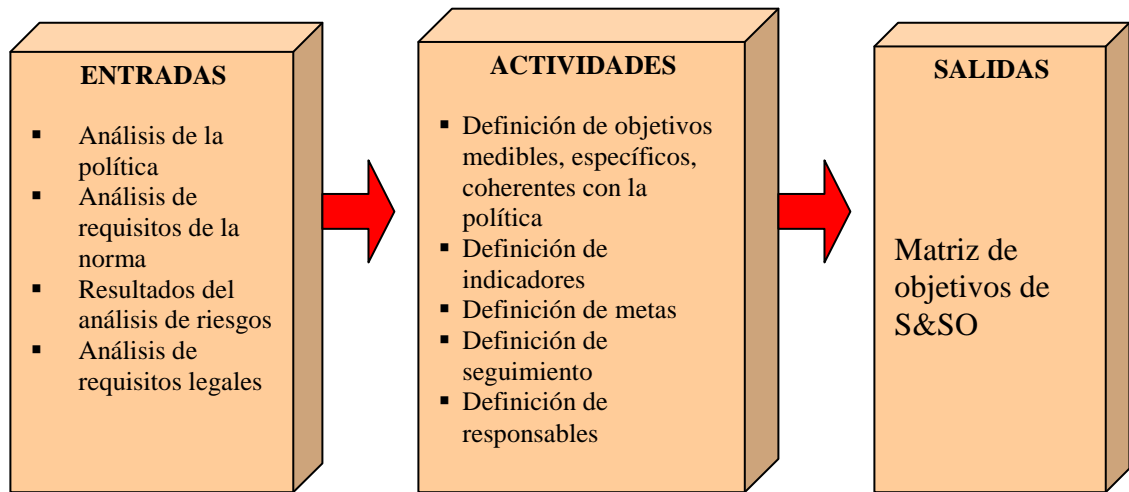 ENTRADAS
▪ Análisis de la
política
▪ Análisis de
requisitos de la
norma
▪ Resultados del
análisis de riesgos
▪ Análisis de
requisitos legales
ACTIVIDADES
▪ Definición de objetivos
medibles, específicos,
coherentes con la
política
▪ Definición de
indicadores
▪ Definición de metas
▪ Definición de
seguimiento
▪ Definición de
responsables
SALIDAS
Matriz de
objetivos de
S&SO